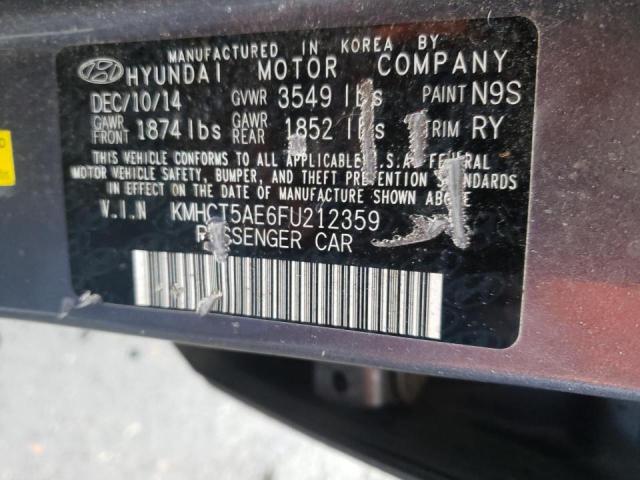 MANUFACTURED IN KOREA BY
HYUNDAI MOTOR COMPANY
DEC/10/14 GVWR 3549 lbs PAINT N9S
GAWR FRONT 1874 lbs GAWR REAR 1852 lbs TRIM RY
THIS VEHICLE CONFORMS TO ALL APPLICABLE U.S.A. FEDERAL
MOTOR VEHICLE SAFETY, BUMPER, AND THEFT PREVENTION STANDARDS
IN EFFECT ON THE DATE OF MANUFACTURE SHOWN ABOVE
V.I.N KMHCT5AE6FU212359
PASSENGER CAR